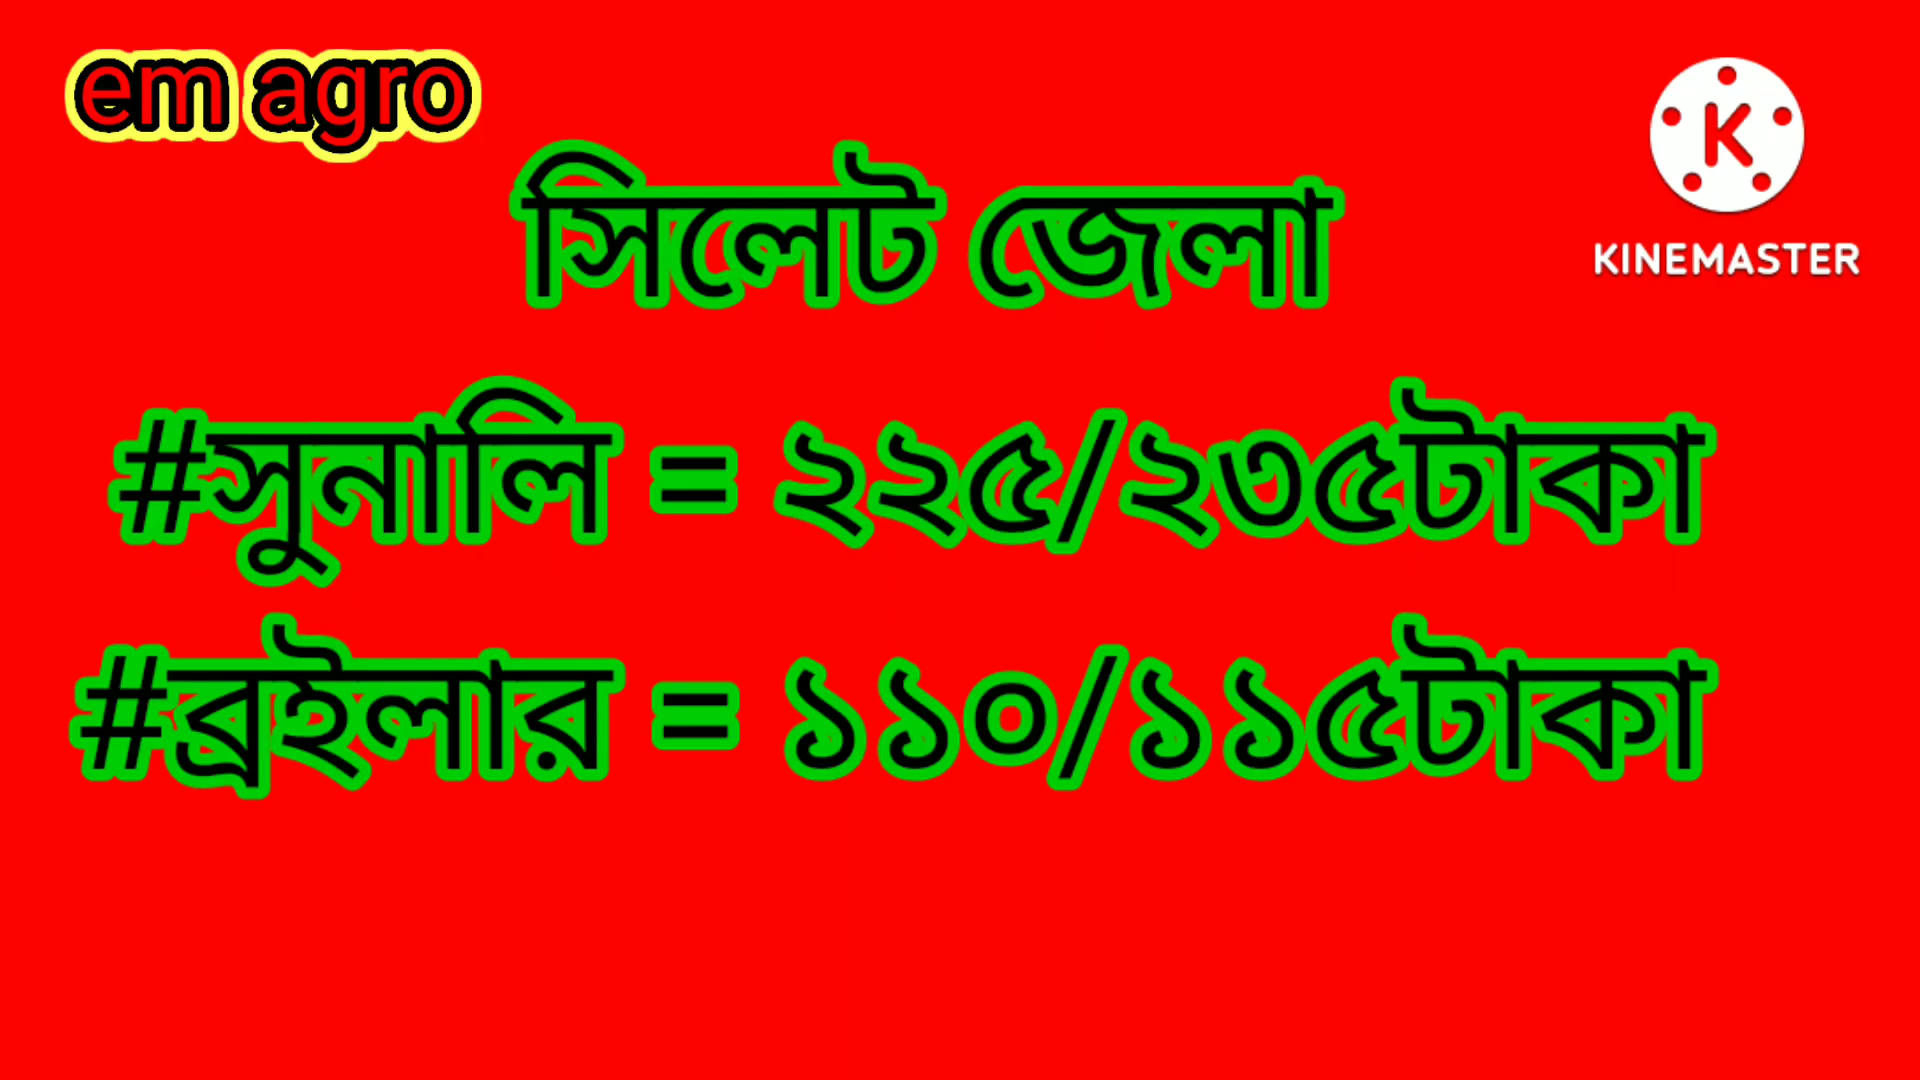 em agro
KINEMASTER
সিলেট জেলা
#সুনালি = ২২৫/২৩৫টাকা
#ব্রইলার = ১১০/১১৫টাকা